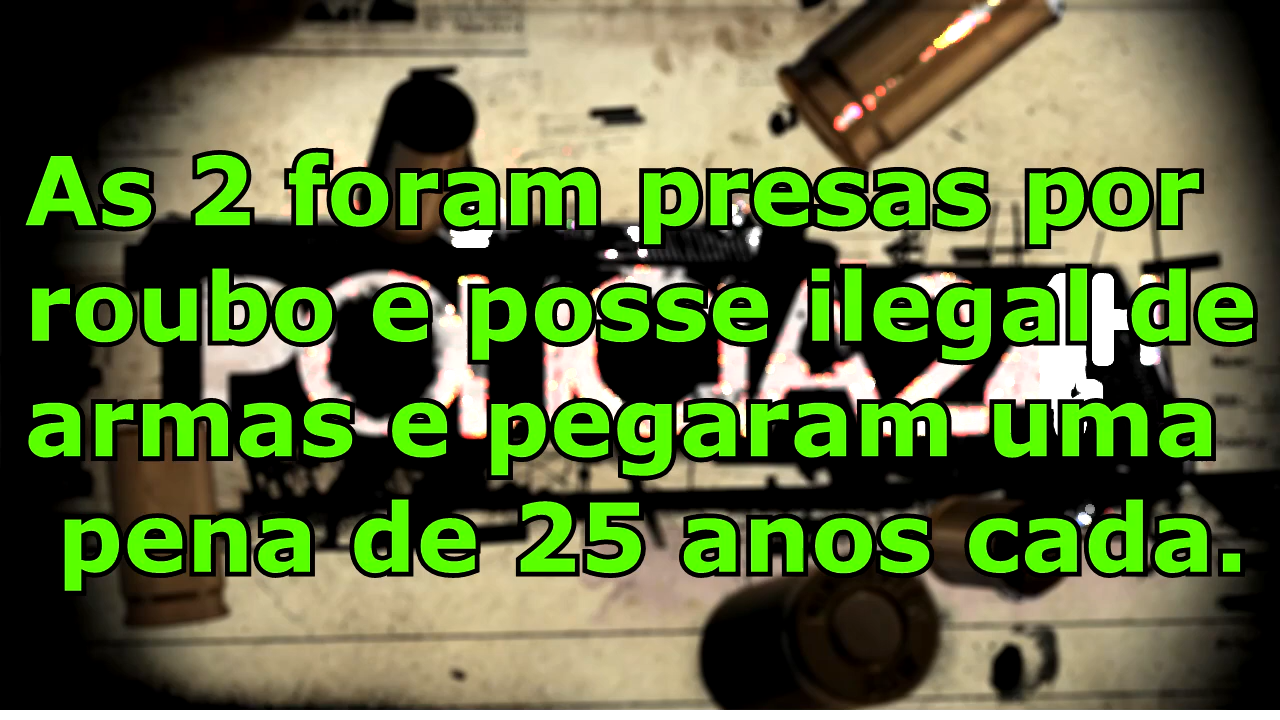 As 2 foram presas por
roubo e posse ilegal de
armas e pegaram uma
pena de 25 anos cada.